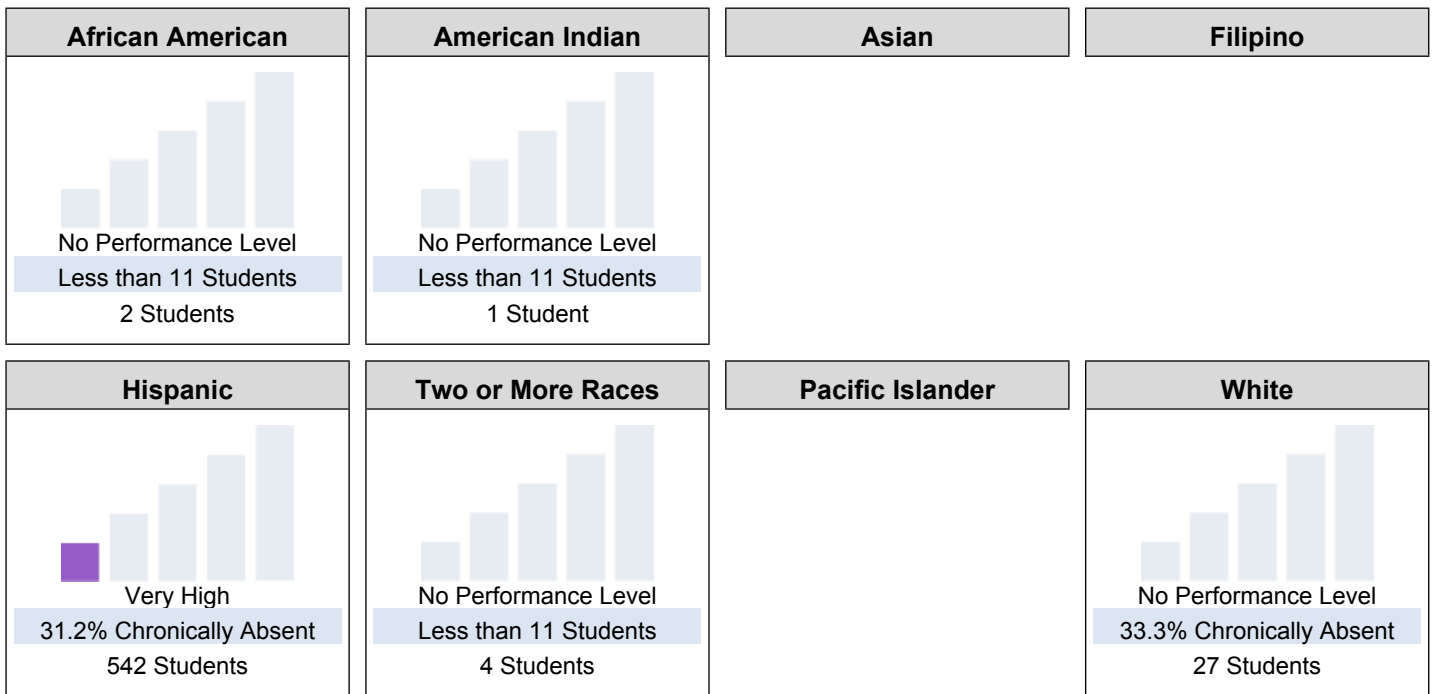 African American
No Performance Level
Less than 11 Students
2 Students
American Indian
No Performance Level
Less than 11 Students
1 Student
Asian
Filipino
Hispanic
Very High
31.2% Chronically Absent
542 Students
Two or More Races
No Performance Level
Less than 11 Students
4 Students
Pacific Islander
White
No Performance Level
33.3% Chronically Absent
27 Students